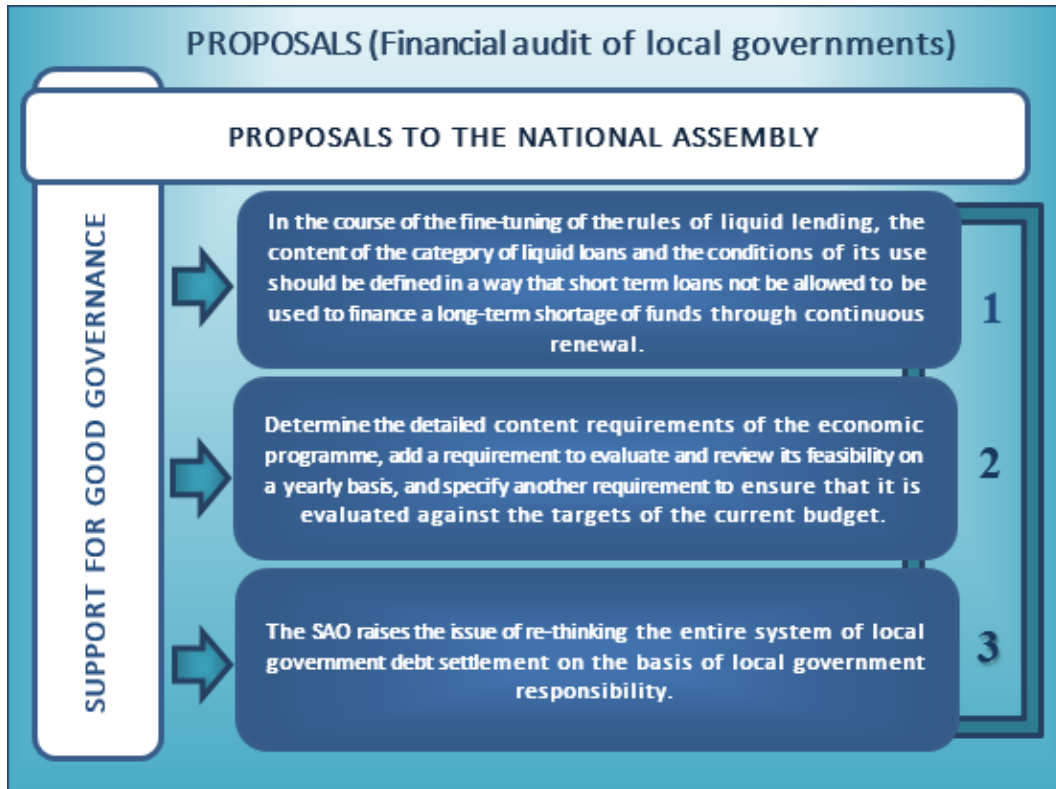 PROPOSALS (Financial audit of local governments)
PROPOSALS TO THE NATIONAL ASSEMBLY
SUPPORT FOR GOOD GOVERNANCE
In the course of the fine-tuning of the rules of liquid lending, the
content of the category of liquid loans and the conditions of its use
should be defined in a way that short term loans not be allowed to be
used to finance a long-term shortage of funds through continuous
renewal.
1
Determine the detailed content requirements of the economic
programme, add a requirement to evaluate and review its feasibility on
a yearly basis, and specify another requirement to ensure that it is
evaluated against the targets of the current budget.
2
The SAO raises the issue of re-thinking the entire system of local
government debt settlement on the basis of local government
responsibility.
3